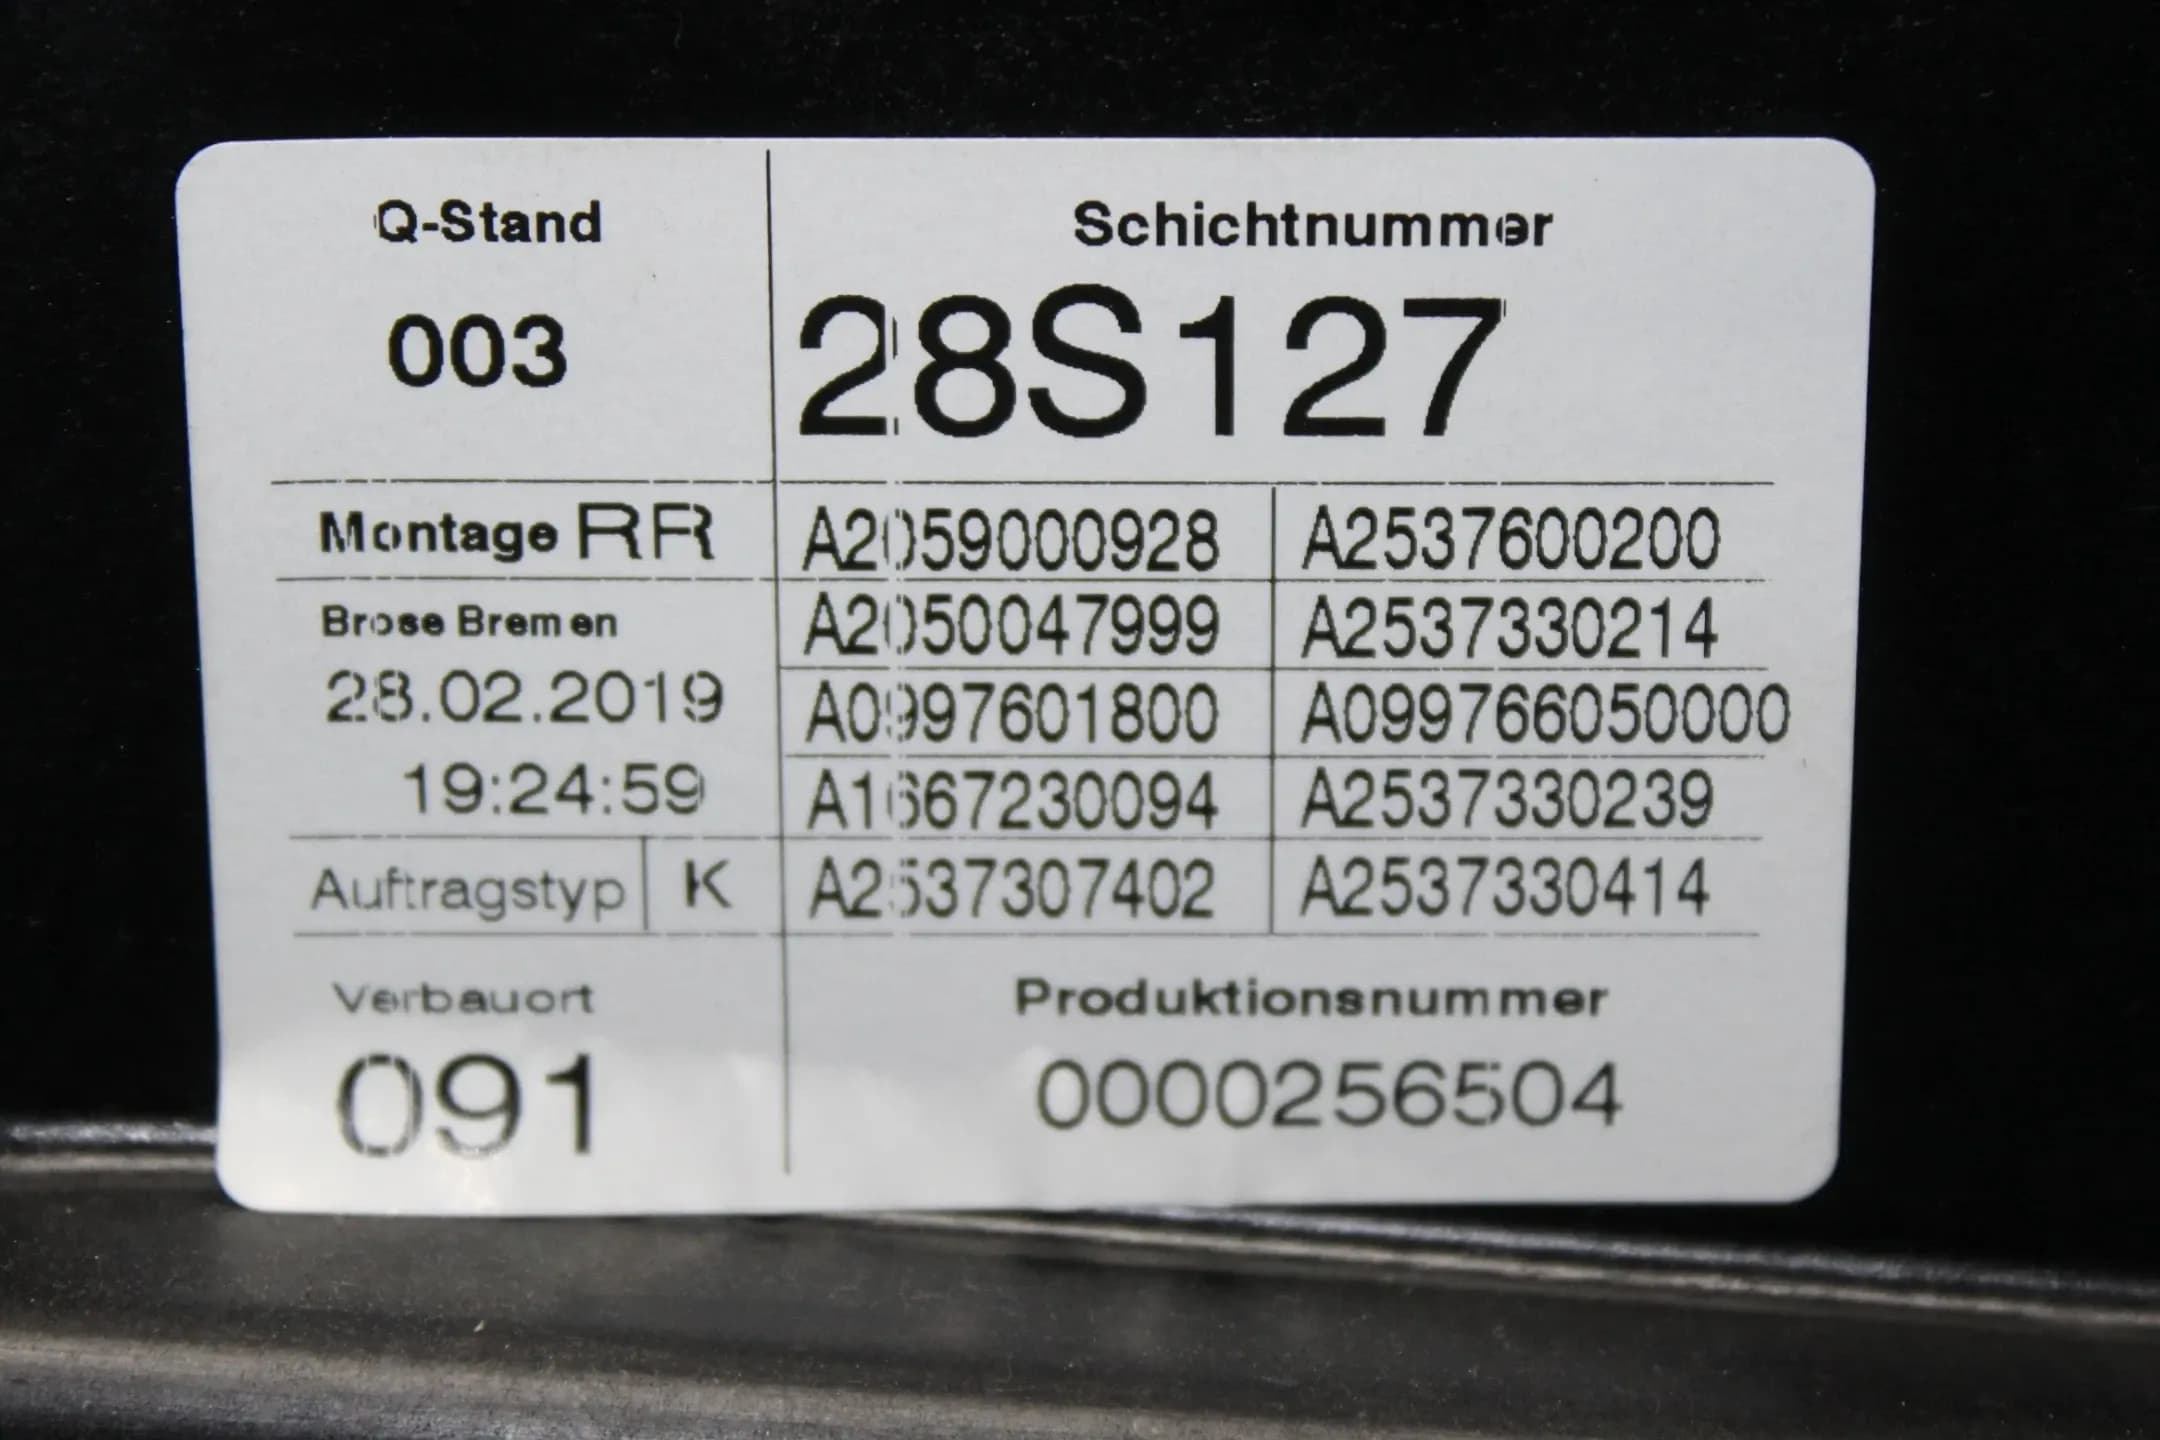 Q-Stand
Schichtnummer
003
28S127
Montage RR
A2059000928
A2537600200
Brose Bremen
A2050047999
A2537330214
28.02.2019
A0997601800
A099766050000
19:24:59
A1667230094
A2537330239
Auftragstyp K
A2537307402
A2537330414
Verbauort
Produktionsnummer
091
0000256504